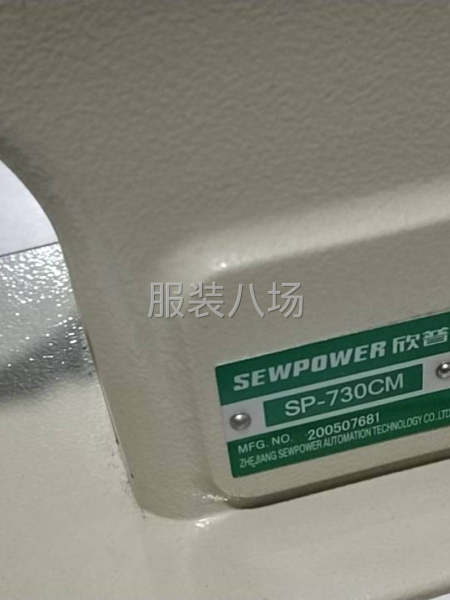 服装八场
SEWPOWER 欣普
SP-730CM
MFG. NO. 200507681
ZHEJIANG SEWPOWER AUTOMATION TECHNOLOGY CO.,LTD